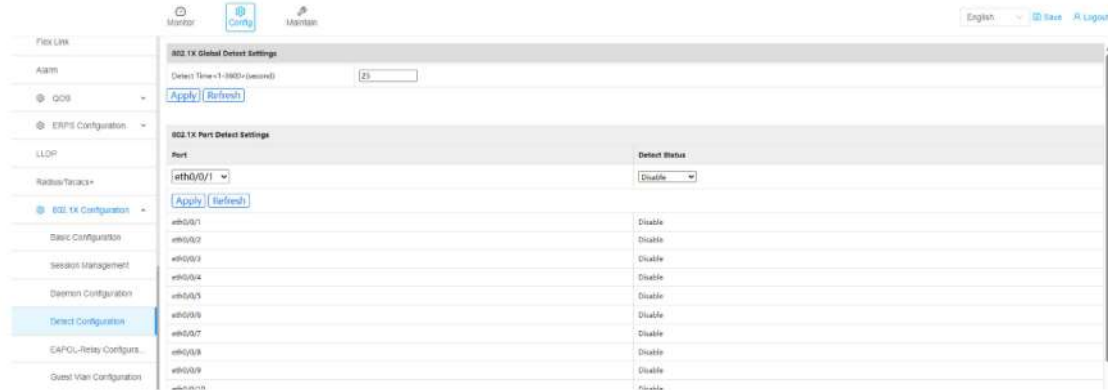 Monitor Config Maintain English Save Logout
Flex Link
Alarm
QOS
ERPS Configuration
LLDP
Radius/Tacacs+
802.1X Configuration
Basic Configuration
Session Management
Daemon Configuration
Detect Configuration
EAPOL-Relay Configura...
Guest Vlan Configuration
802.1X Global Detect Settings
Detect Time<1-3600>(second) 25
Apply Refresh
802.1X Port Detect Settings
Port Detect Status
eth0/0/1 Disable
Apply Refresh
eth0/0/1 Disable
eth0/0/2 Disable
eth0/0/3 Disable
eth0/0/4 Disable
eth0/0/5 Disable
eth0/0/6 Disable
eth0/0/7 Disable
eth0/0/8 Disable
eth0/0/9 Disable
eth0/0/10 Disable